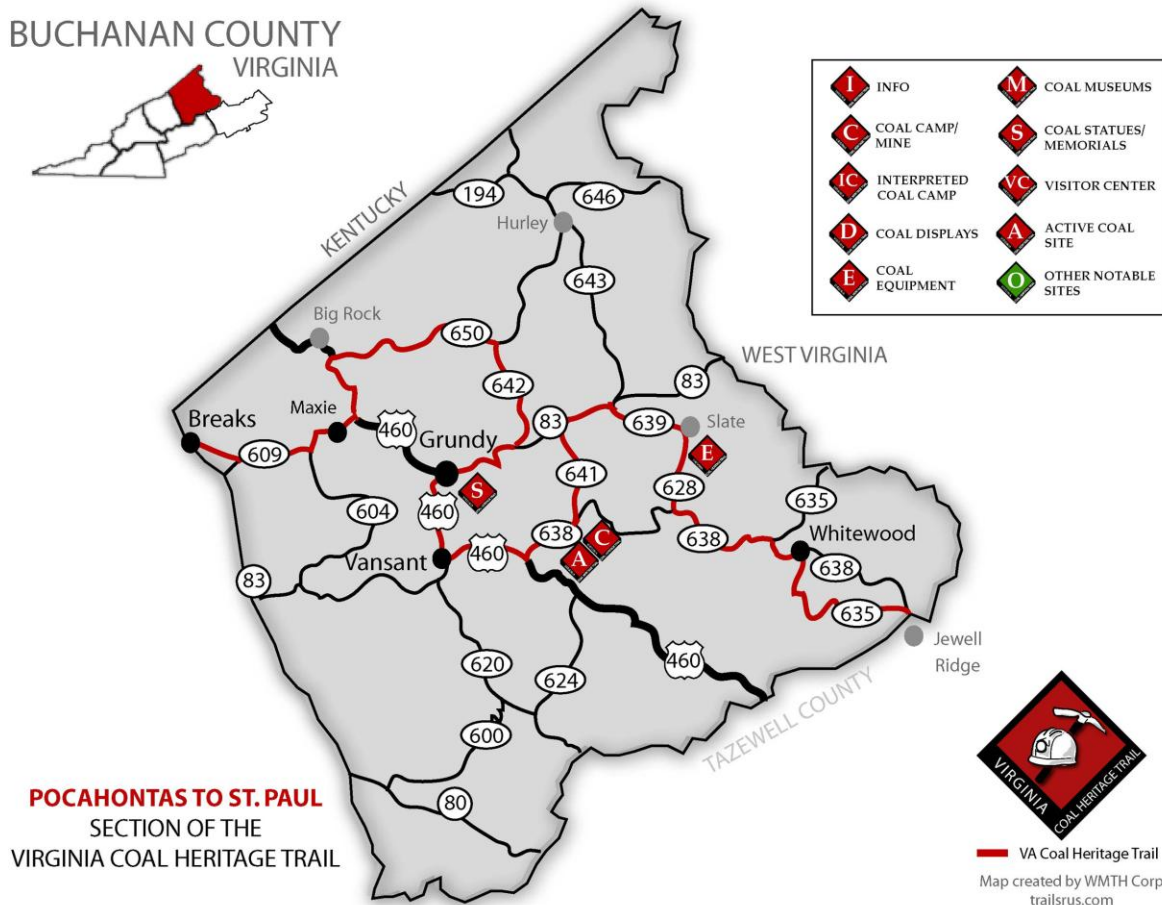 BUCHANAN COUNTY
VIRGINIA
I INFO
M COAL MUSEUMS
C COAL CAMP/
MINE
S COAL STATUES/
MEMORIALS
IC INTERPRETED
COAL CAMP
VC VISITOR CENTER
D COAL DISPLAYS
A ACTIVE COAL
SITE
E COAL
EQUIPMENT
O OTHER NOTABLE
SITES
KENTUCKY
194
646
Hurley
643
Big Rock
650
WEST VIRGINIA
642
83
Breaks
Maxie
460
Grundy
83
639
Slate
E
609
641
S
628
604
460
635
638
C
A
638
Whitewood
Vansant
460
638
83
635
Jewell
Ridge
620
624
460
TAZEWELL COUNTY
600
80
POCAHONTAS TO ST. PAUL
SECTION OF THE
VIRGINIA COAL HERITAGE TRAIL
VIRGINIA
COAL HERITAGE TRAIL
VA Coal Heritage Trail
Map created by WMTH Corp
trailsrus.com